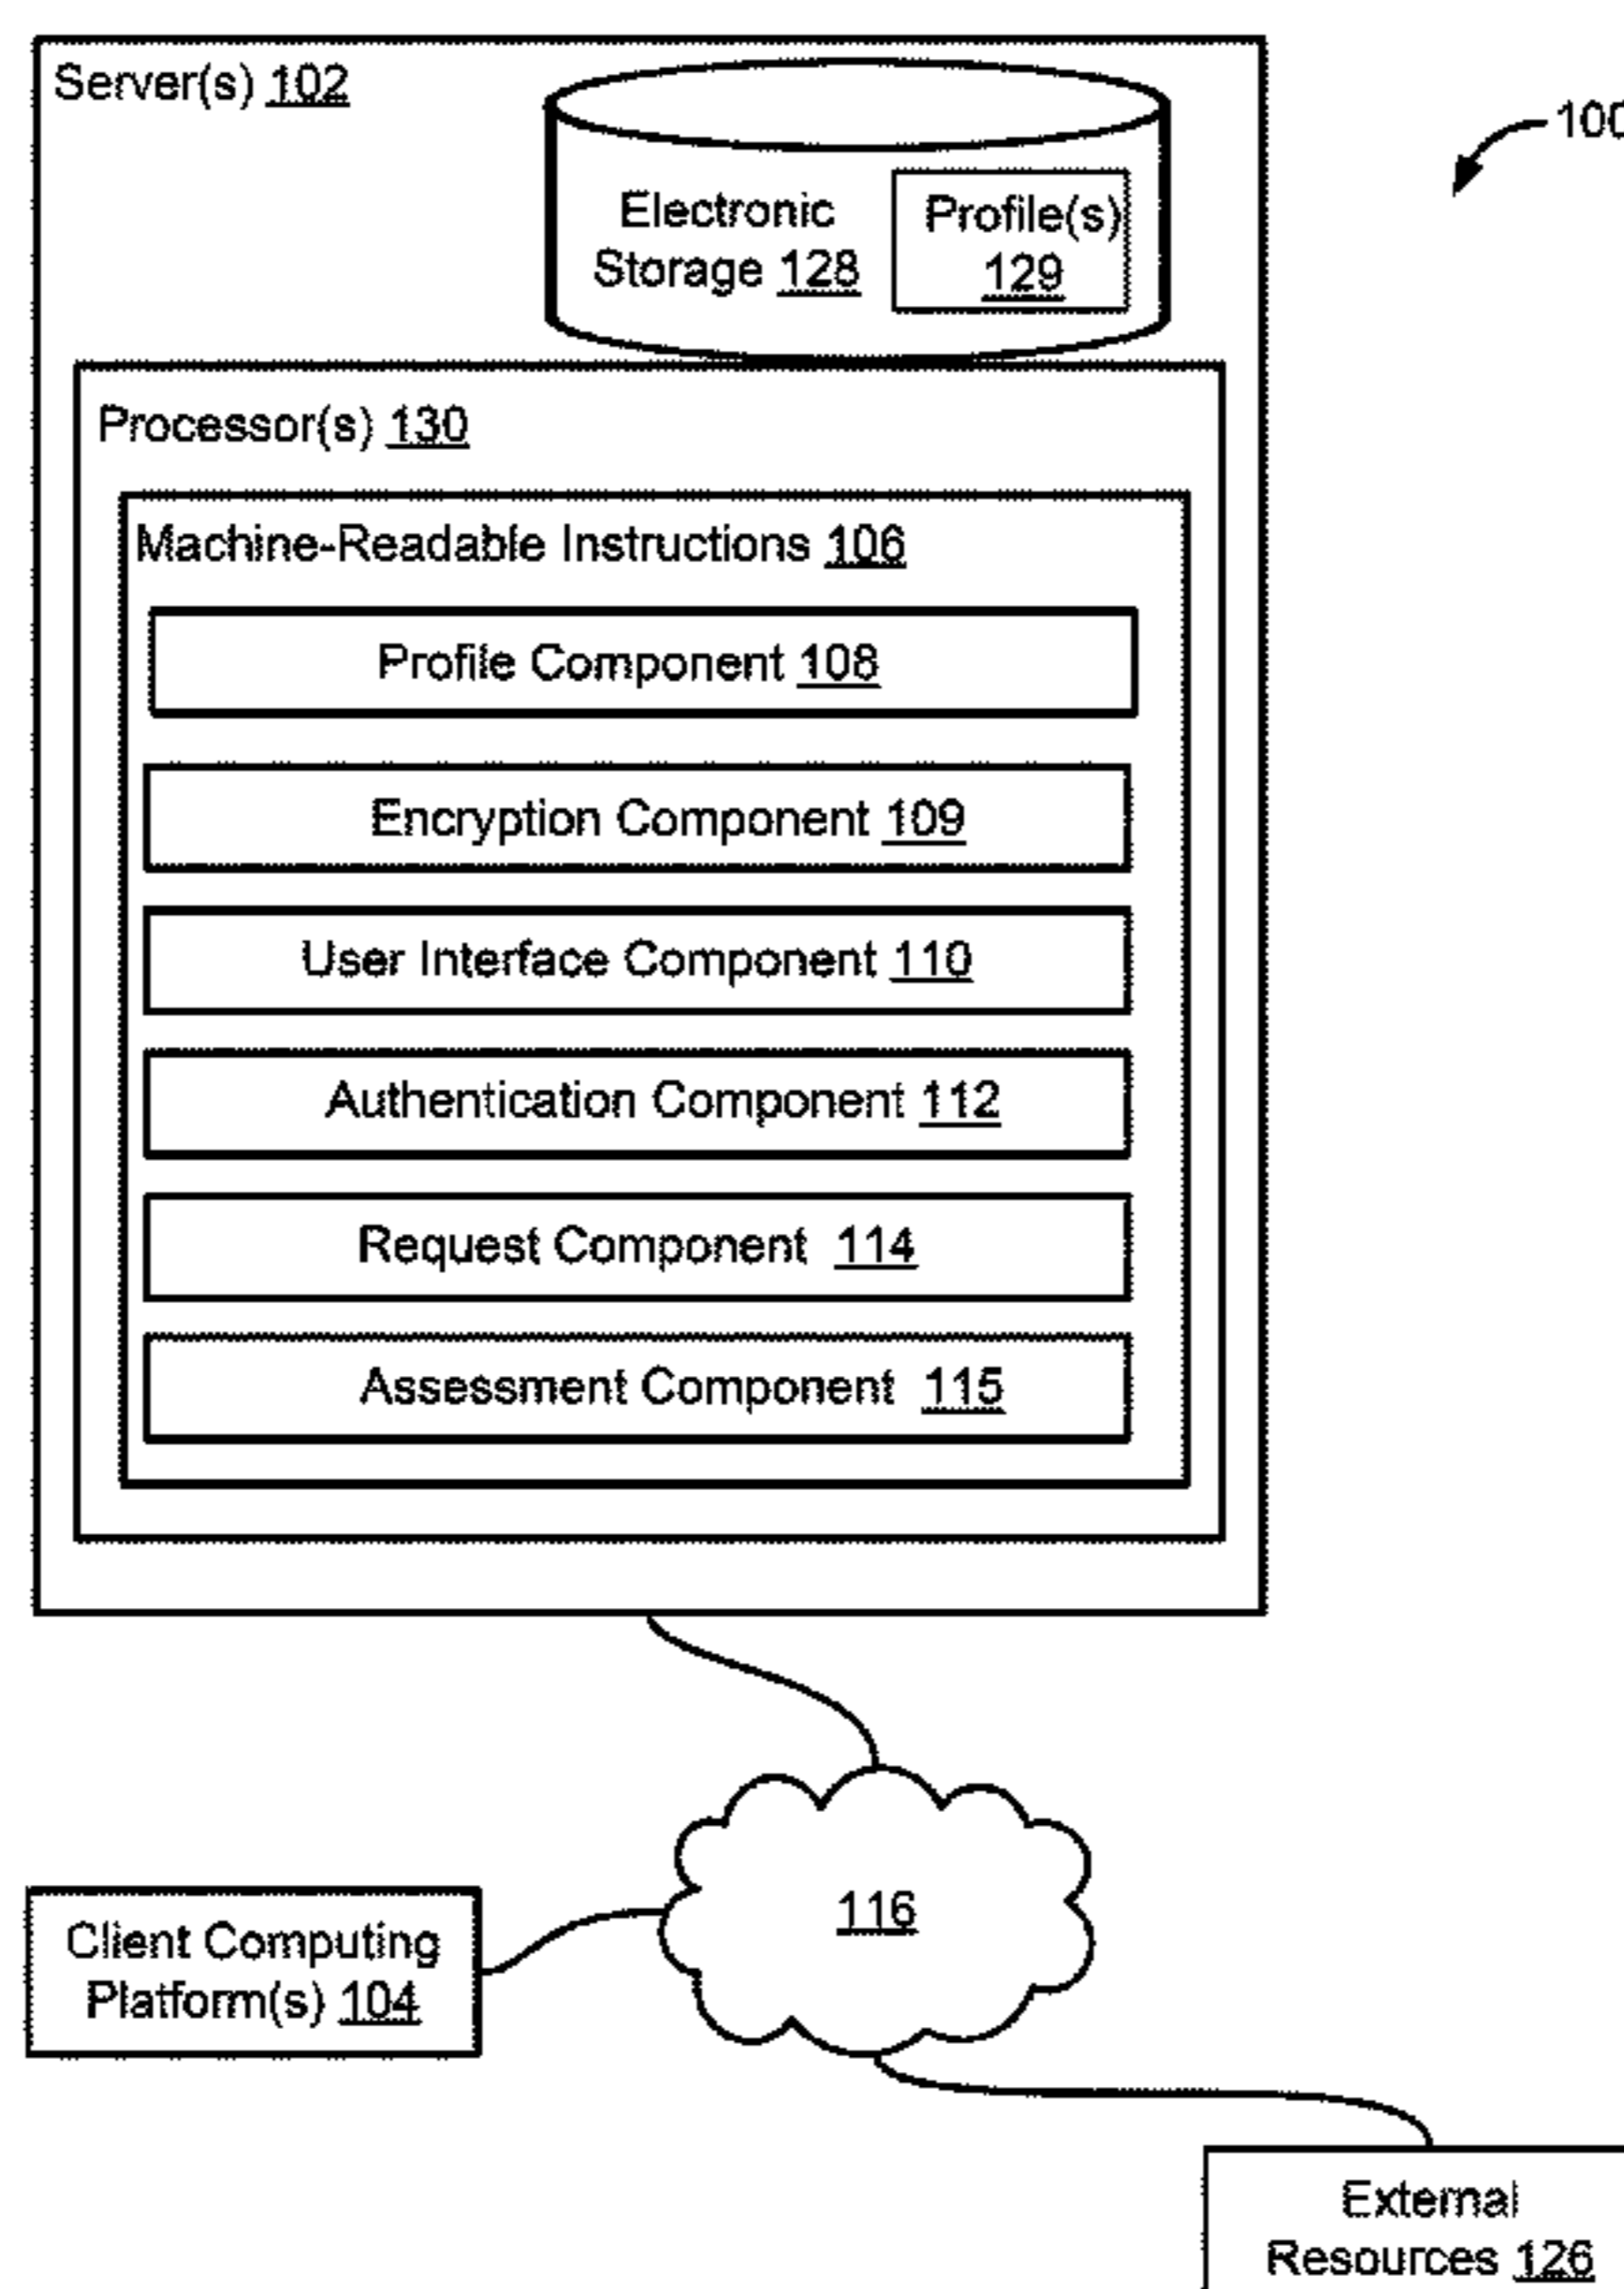 Server(s) 102
100
Electronic
Storage 128
Profile(s)
129
Processor(s) 130
Machine-Readable Instructions 106
Profile Component 108
Encryption Component 109
User Interface Component 110
Authentication Component 112
Request Component 114
Assessment Component 115
116
Client Computing
Platform(s) 104
External
Resources 126